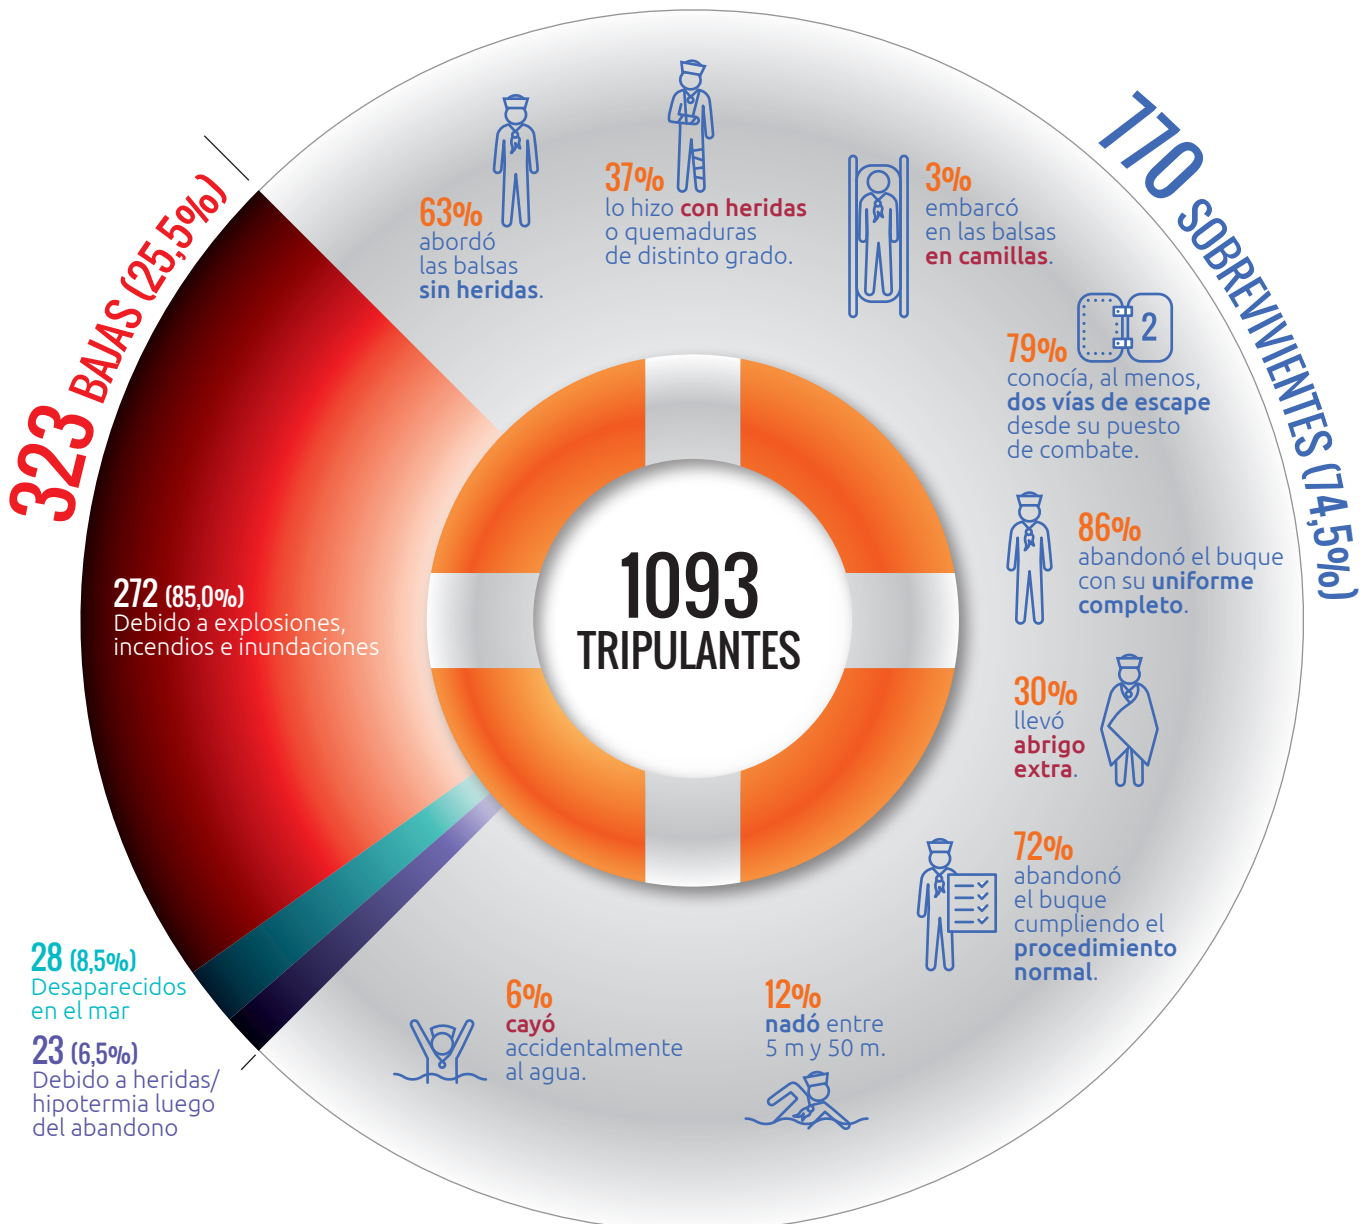 323 BAJAS (25,5%)
770 SOBREVIVIENTES (74,5%)
63%
abordó
las balsas
sin heridas.
37%
lo hizo con heridas
o quemaduras
de distinto grado.
3%
embarcó
en las balsas
en camillas.
2
79%
conocía, al menos,
dos vías de escape
desde su puesto
de combate.
86%
abandonó el buque
con su uniforme
completo.
30%
llevó
abrigo
extra.
72%
abandonó
el buque
cumpliendo el
procedimiento
normal.
12%
nadó entre
5 m y 50 m.
6%
cayó
accidentalmente
al agua.
1093
TRIPULANTES
272 (85,0%)
Debido a explosiones,
incendios e inundaciones
28 (8,5%)
Desaparecidos
en el mar
23 (6,5%)
Debido a heridas/
hipotermia luego
del abandono